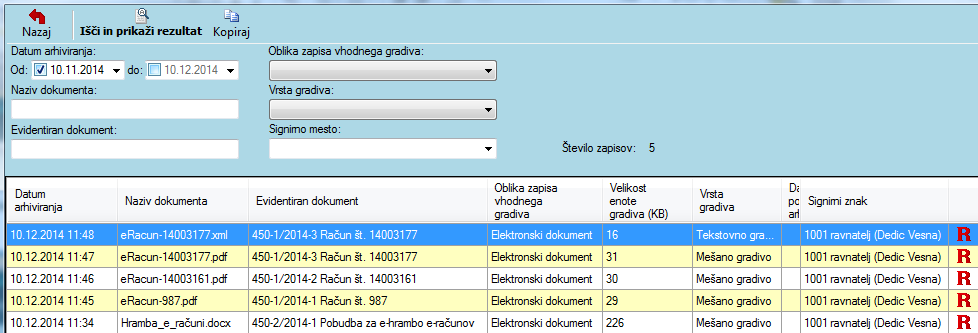 Nazaj Išči in prikaži rezultat Kopiraj
Datum arhiviranja: Oblika zapisa vhodnega gradiva:
Od: 10.11.2014 do: 10.12.2014
Naziv dokumenta: Vrsta gradiva:
Evidentiran dokument: Signirno mesto:
Število zapisov: 5
Datum arhiviranja Naziv dokumenta Evidentiran dokument Oblika zapisa vhodnega gradiva Velikost enote gradiva (KB) Vrsta gradiva Da po arh Signirni znak
10.12.2014 11:48 eRacun-14003177.xml 450-1/2014-3 Račun št. 14003177 Elektronski dokument 16 Tekstovno gra... 1001 ravnatelj (Dedic Vesna) R
10.12.2014 11:47 eRacun-14003177.pdf 450-1/2014-3 Račun št. 14003177 Elektronski dokument 31 Mešano gradivo 1001 ravnatelj (Dedic Vesna) R
10.12.2014 11:46 eRacun-14003161.pdf 450-1/2014-2 Račun št. 14003161 Elektronski dokument 30 Mešano gradivo 1001 ravnatelj (Dedic Vesna) R
10.12.2014 11:45 eRacun-987.pdf 450-1/2014-1 Račun št. 987 Elektronski dokument 29 Mešano gradivo 1001 ravnatelj (Dedic Vesna) R
10.12.2014 11:34 Hramba_e_računi.docx 450-2/2014-1 Pobudba za e-hrambo e-računov Elektronski dokument 226 Mešano gradivo 1001 ravnatelj (Dedic Vesna) R